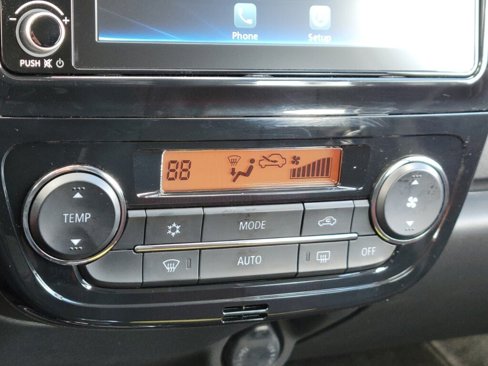 Phone
Setup
PUSH
88
TEMP
MODE
AUTO
OFF